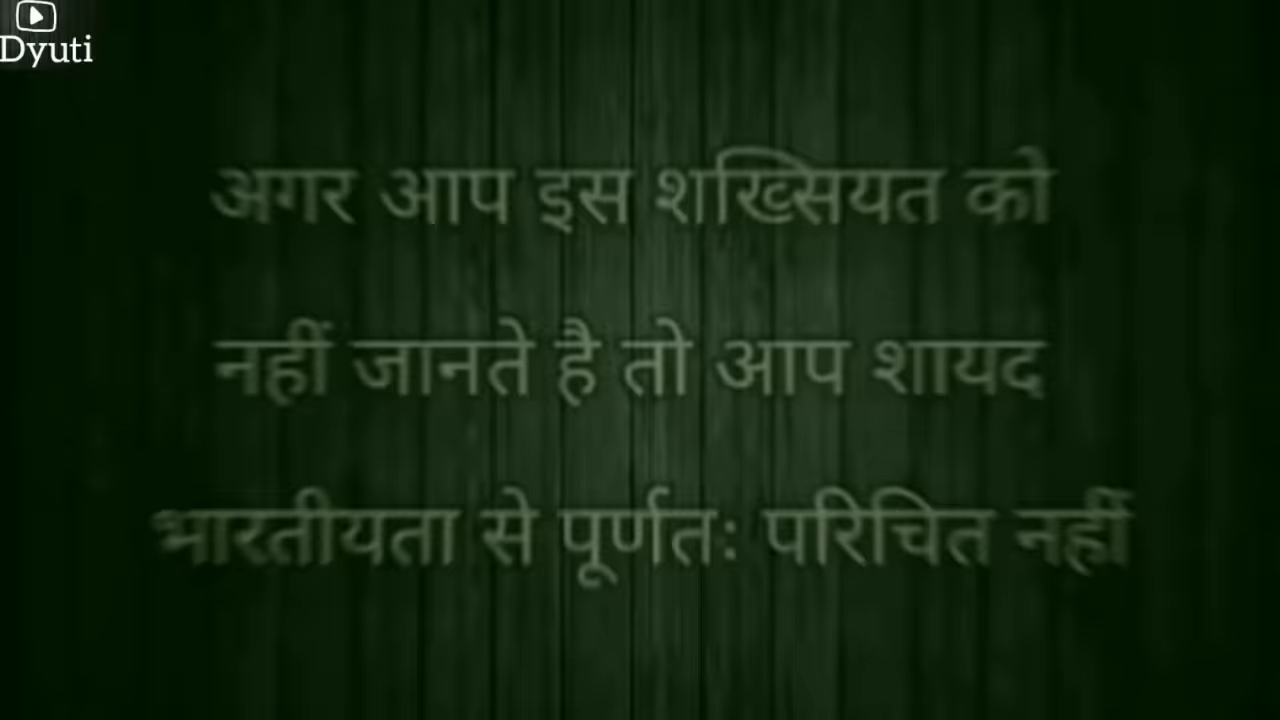 Dyuti
अगर आप इस शख्सियत को
नहीं जानते है तो आप शायद
भारतीयता से पूर्णतः परिचित नहीं